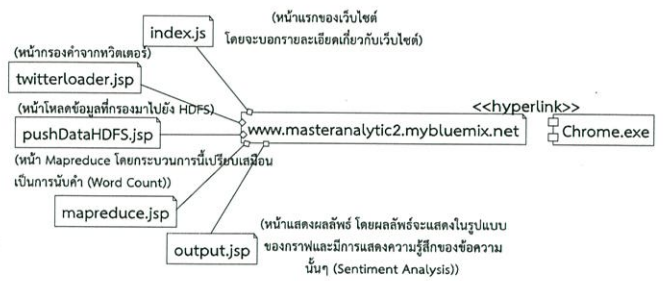 (หน้าแรกของเว็บไซต์
โดยจะบอกรายละเอียดเกี่ยวกับเว็บไซต์)
index.js
(หน้ากรองคำจากทวิตเตอร์)
twitterloader.jsp
(หน้าโหลดข้อมูลที่กรองมาไปยัง HDFS)
pushDataHDFS.jsp
<<hyperlink>>
www.masteranalytic2.mybluemix.net
Chrome.exe
(หน้า Mapreduce โดยกระบวนการนี้เปรียบเสมือน
เป็นการนับคำ (Word Count))
mapreduce.jsp
(หน้าแสดงผลลัพธ์ โดยผลลัพธ์จะแสดงในรูปแบบ
ของกราฟและมีการแสดงความรู้สึกของข้อความ
นั้นๆ (Sentiment Analysis))
output.jsp